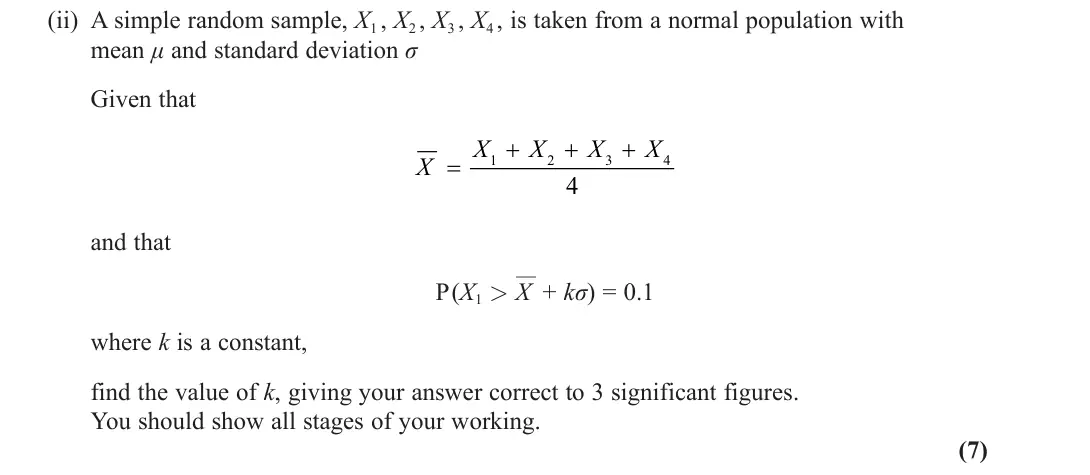 (ii) A simple random sample, X₁, X₂, X₃, X₄, is taken from a normal population with
mean μ and standard deviation σ
Given that
X̅ = (X₁ + X₂ + X₃ + X₄) / 4
and that
P(X₁ > X̅ + kσ) = 0.1
where k is a constant,
find the value of k, giving your answer correct to 3 significant figures.
You should show all stages of your working.
(7)